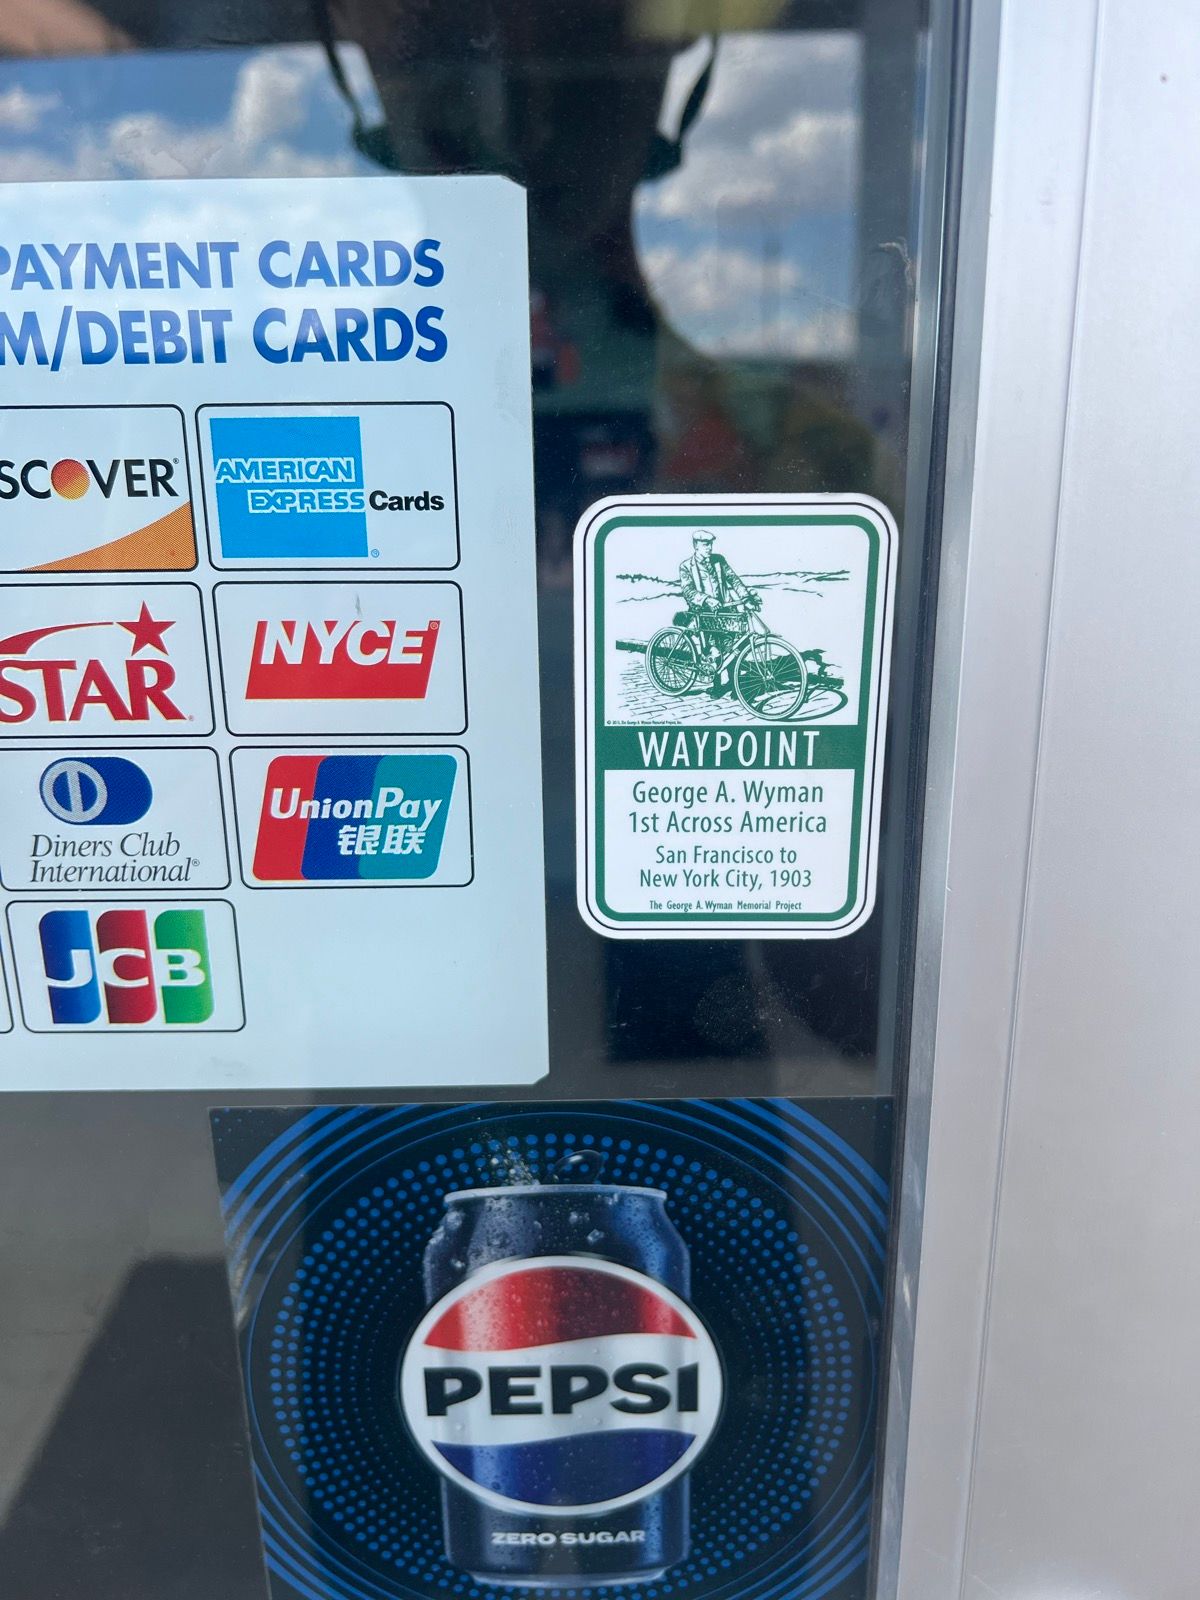 PAYMENT CARDS
M/DEBIT CARDS
SCOVER®
AMERICAN
EXPRESS Cards
®
STAR®
NYCE®
Diners Club
International®
UnionPay
银联
JCB
WAYPOINT
George A. Wyman
1st Across America
San Francisco to
New York City, 1903
The George A. Wyman Memorial Project
PEPSI
ZERO SUGAR